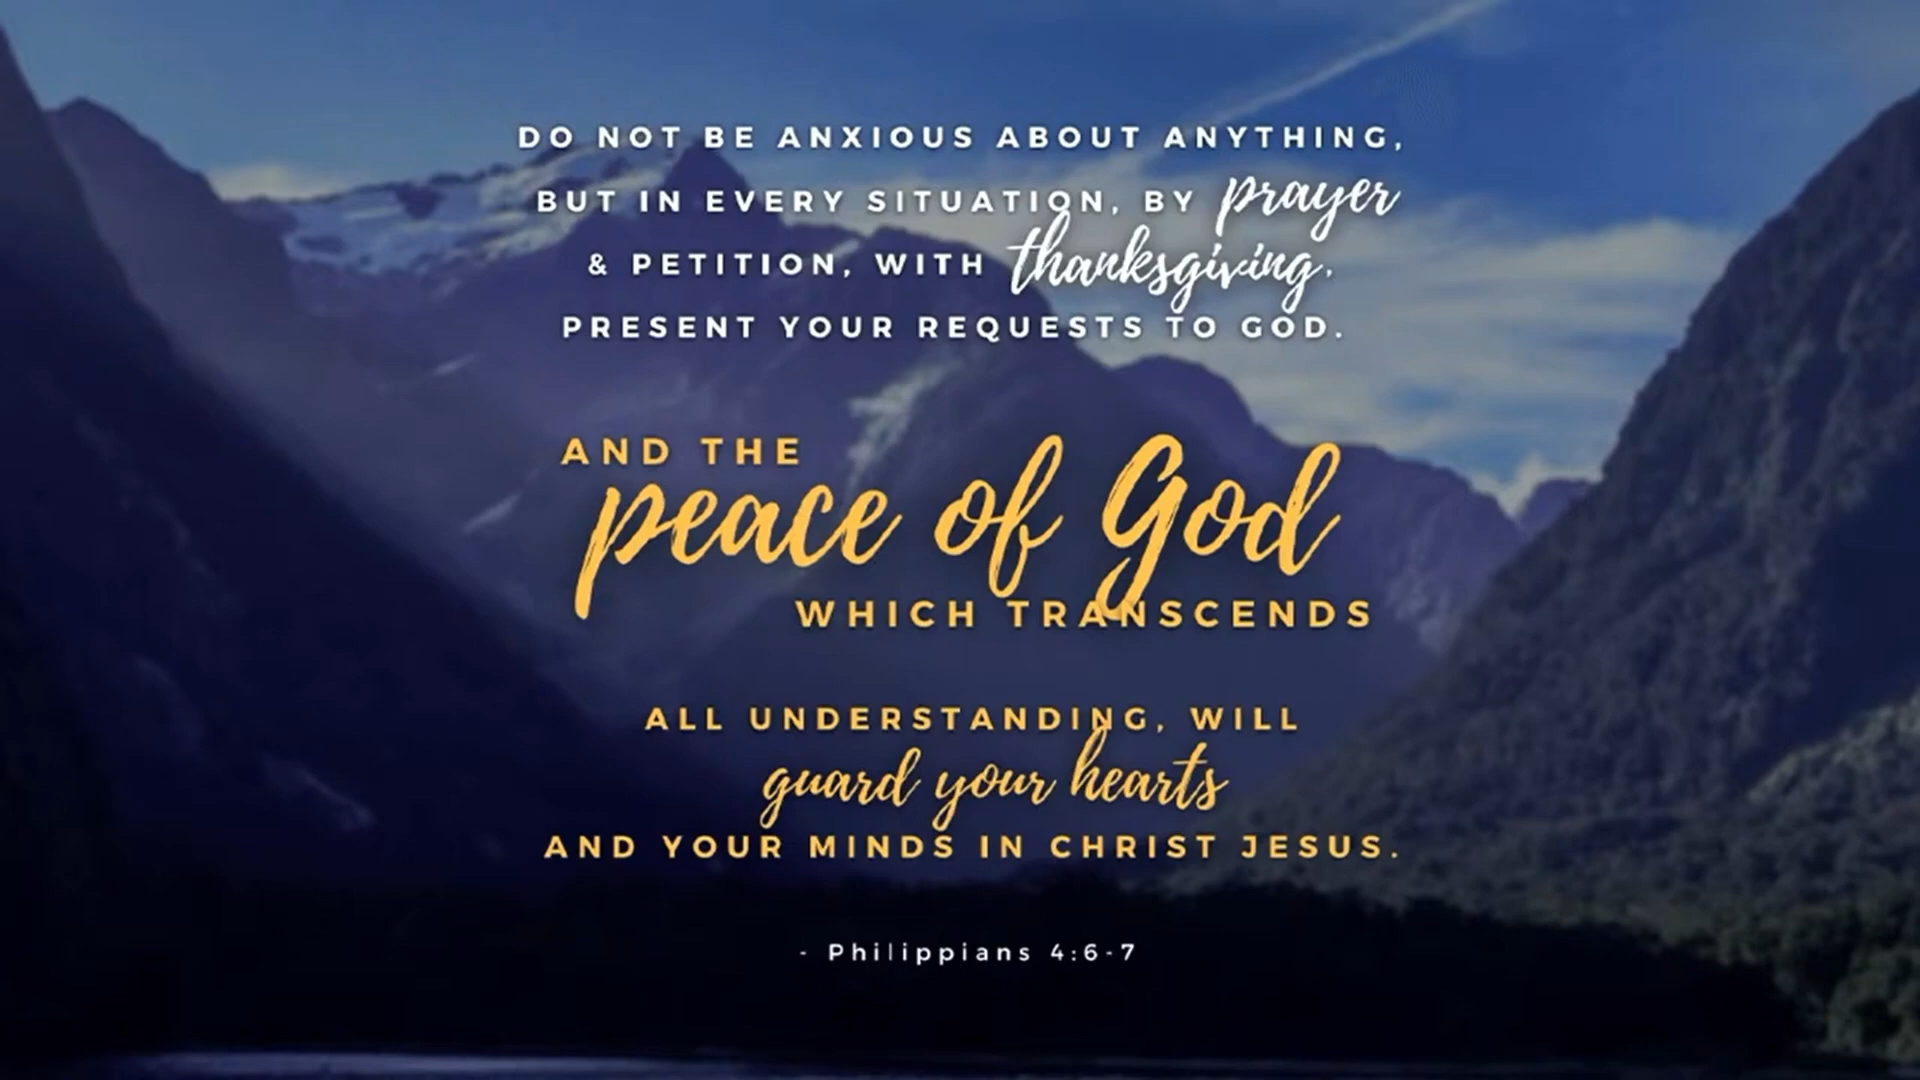 DO NOT BE ANXIOUS ABOUT ANYTHING,
BUT IN EVERY SITUATION, BY prayer
& PETITION, WITH thanksgiving,
PRESENT YOUR REQUESTS TO GOD.
AND THE
peace of God
WHICH TRANSCENDS
ALL UNDERSTANDING, WILL
guard your hearts
AND YOUR MINDS IN CHRIST JESUS.
- Philippians 4:6-7